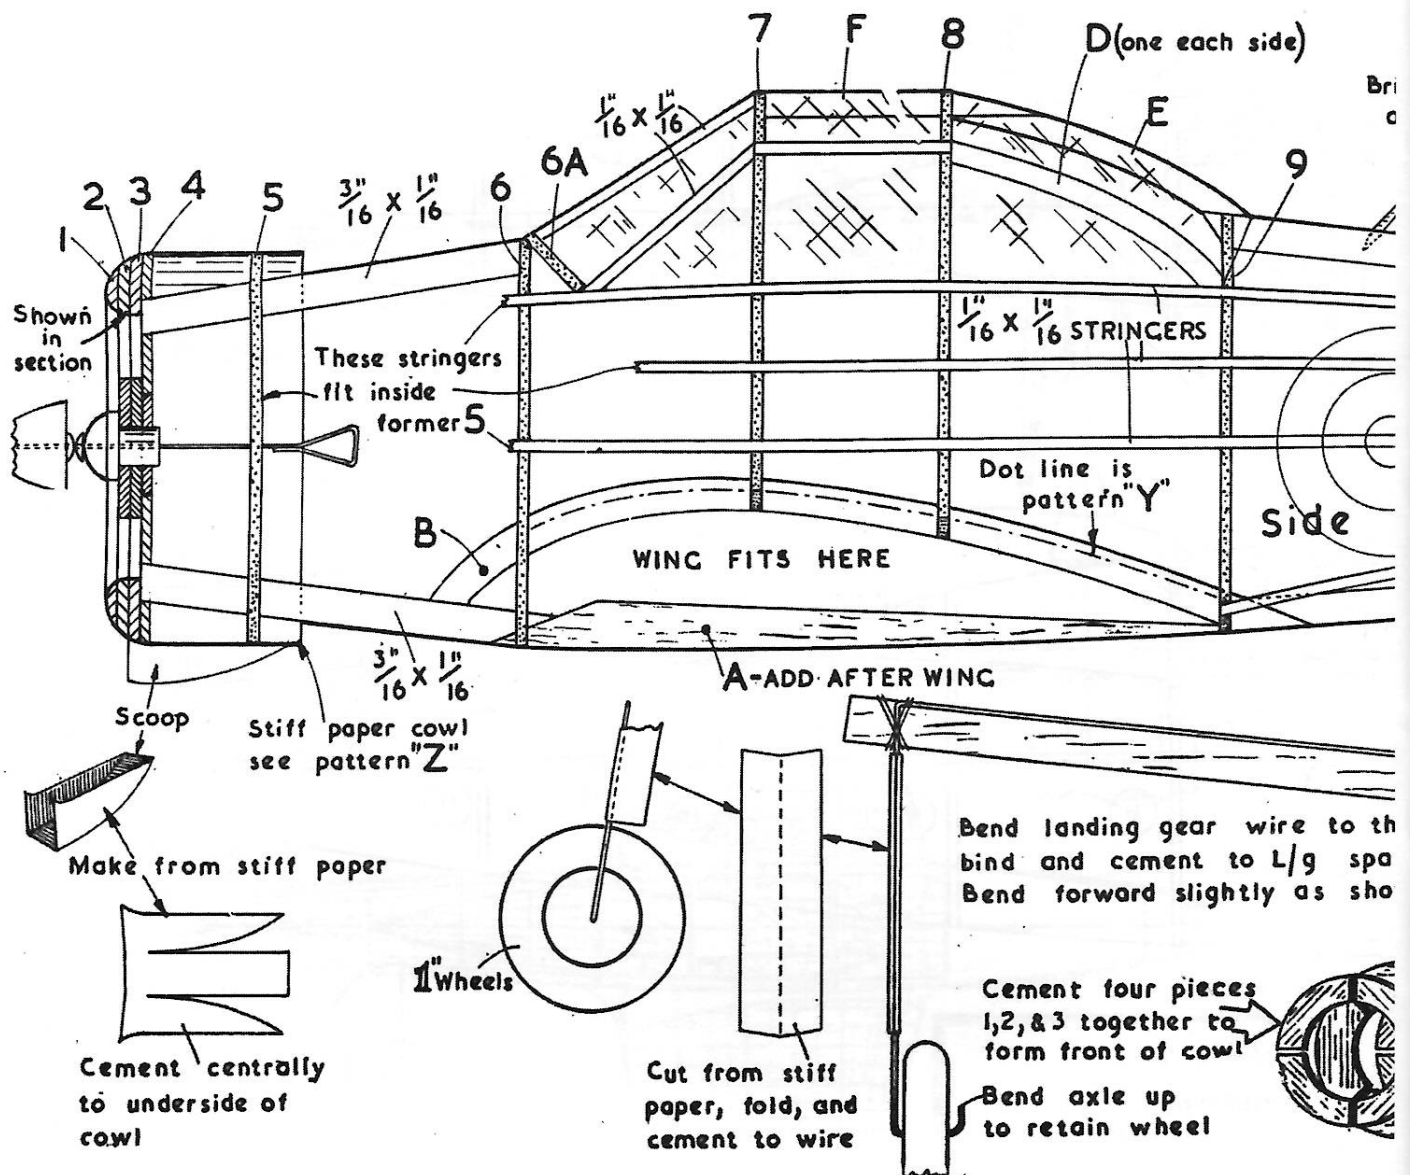 7
F
8
D (one each side)
Bri
1"/16 x 1"/16
E
6A
9
6
3"/16 x 1"/16
5
4
3
2
1
Shown
in
section
These stringers
fit inside
former 5
1"/16 x 1"/16 STRINGERS
Dot line is
pattern "Y"
Side
B
WING FITS HERE
3"/16 x 1"/16
A-ADD AFTER WING
Scoop
Stiff paper cowl
see pattern "Z"
Make from stiff paper
Bend landing gear wire to th
bind and cement to L/g spa
Bend forward slightly as sho
1" Wheels
Cement four pieces
1,2,&3 together to
form front of cowl
Cement centrally
to underside of
cowl
Cut from stiff
paper, fold, and
cement to wire
Bend axle up
to retain wheel